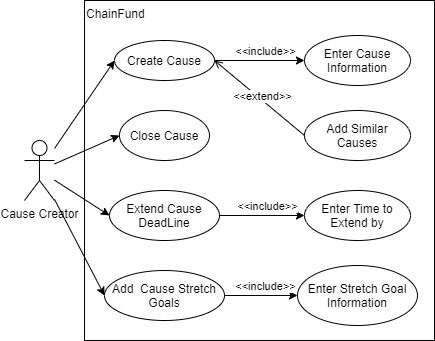 ChainFund
Create Cause
<<include>>
Enter Cause
Information
<<extend>>
Close Cause
Add Similar
Causes
Cause Creator
Extend Cause
DeadLine
<<include>>
Enter Time to
Extend by
Add Cause Stretch
Goals
<<include>>
Enter Stretch Goal
Information